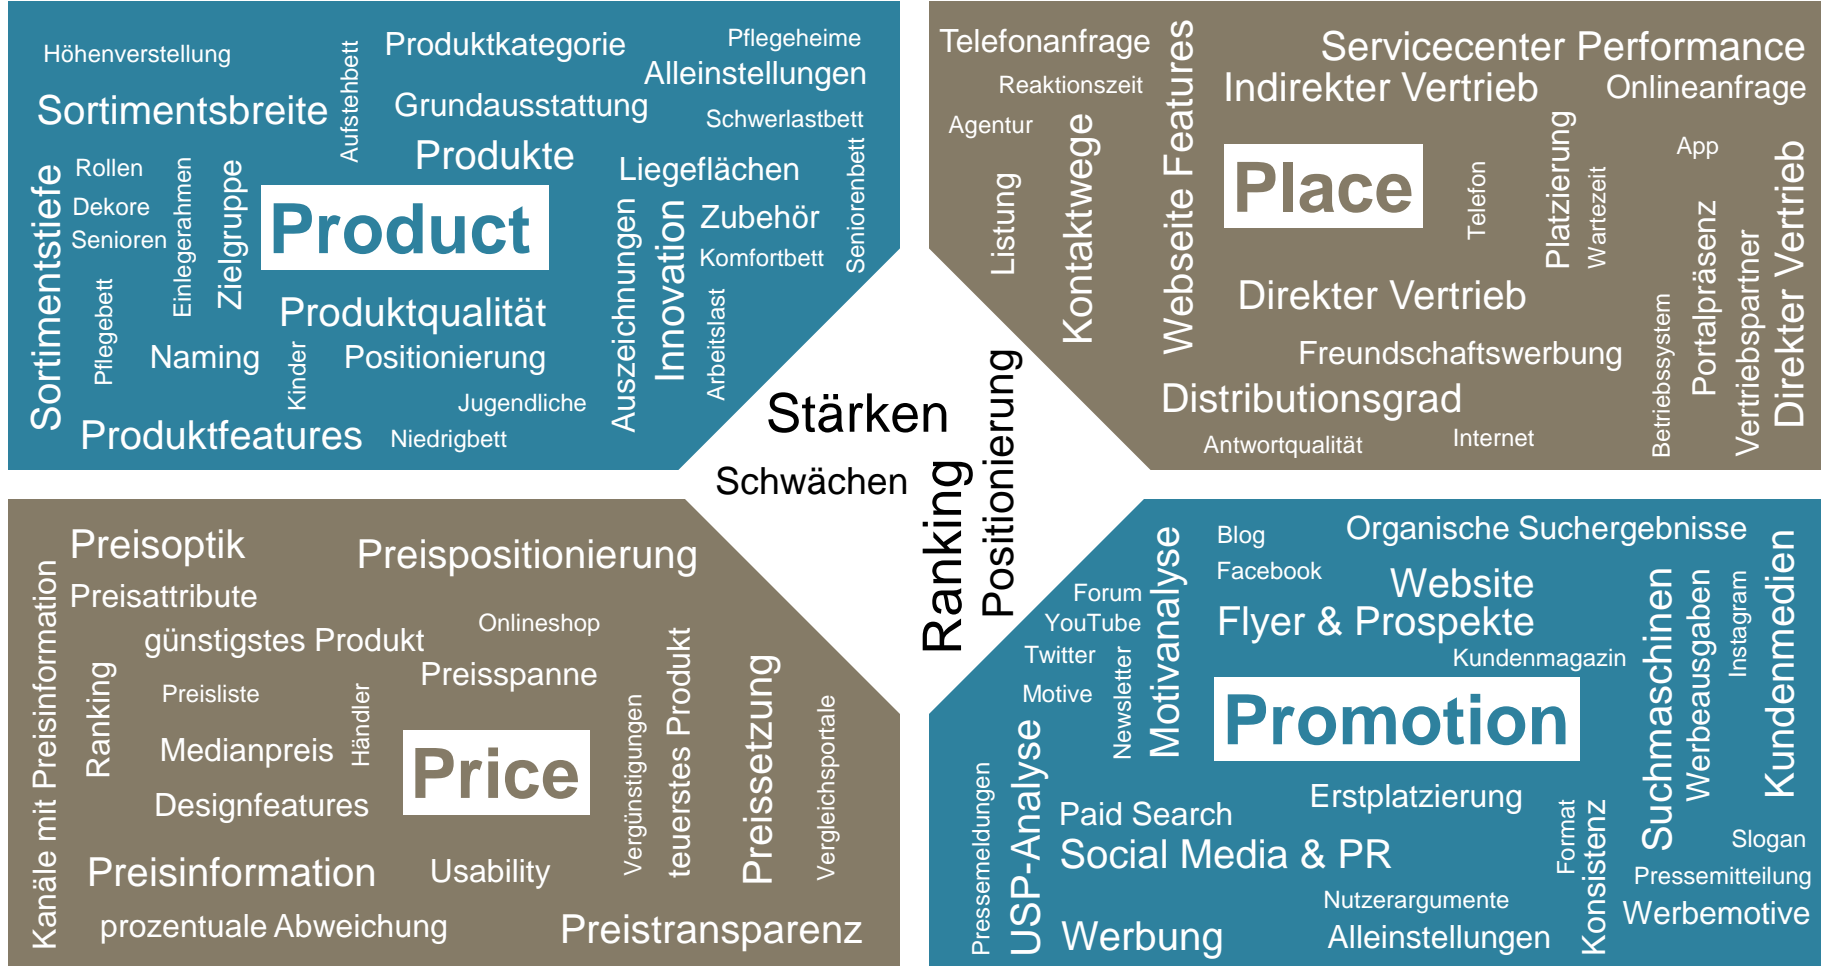 Höhenverstellung
Aufstehbett
Produktkategorie
Pflegeheime
Alleinstellungen
Sortimentsbreite
Grundausstattung
Schwerlastbett
Produkte
Liegeflächen
Seniorenbett
Sortimentstiefe
Rollen
Dekore
Senioren
Einlegerahmen
Zielgruppe
Product
Auszeichnungen
Innovation
Zubehör
Komfortbett
Pflegebett
Produktqualität
Arbeitslast
Naming
Kinder
Positionierung
Jugendliche
Produktfeatures
Niedrigbett
Telefonanfrage
Webseite Features
Servicecenter Performance
Reaktionszeit
Indirekter Vertrieb
Onlineanfrage
Agentur
Kontaktwege
Platzierung
App
Listung
Place
Telefon
Wartezeit
Direkter Vertrieb
Portalpräsenz
Vertriebspartner
Direkter Vertrieb
Betriebssystem
Freundschaftswerbung
Distributionsgrad
Antwortqualität
Internet
Stärken
Schwächen
Ranking
Positionierung
Preisoptik
Preispositionierung
Kanäle mit Preisinformation
Preisattribute
günstigstes Produkt
Onlineshop
Preisspanne
Ranking
Preisliste
Händler
Vergünstigungen
teuerstes Produkt
Preissetzung
Vergleichsportale
Medianpreis
Price
Designfeatures
Preisinformation
Usability
prozentuale Abweichung
Preistransparenz
Organische Suchergebnisse
Blog
Facebook
Website
Motivanalyse
Forum
YouTube
Flyer & Prospekte
Twitter
Newsletter
Kundenmagazin
Motive
Suchmaschinen
Werbeausgaben
Instagram
Kundenmedien
Promotion
Pressemeldungen
USP-Analyse
Erstplatzierung
Paid Search
Social Media & PR
Format
Konsistenz
Slogan
Pressemitteilung
Nutzerargumente
Werbemotive
Werbung
Alleinstellungen